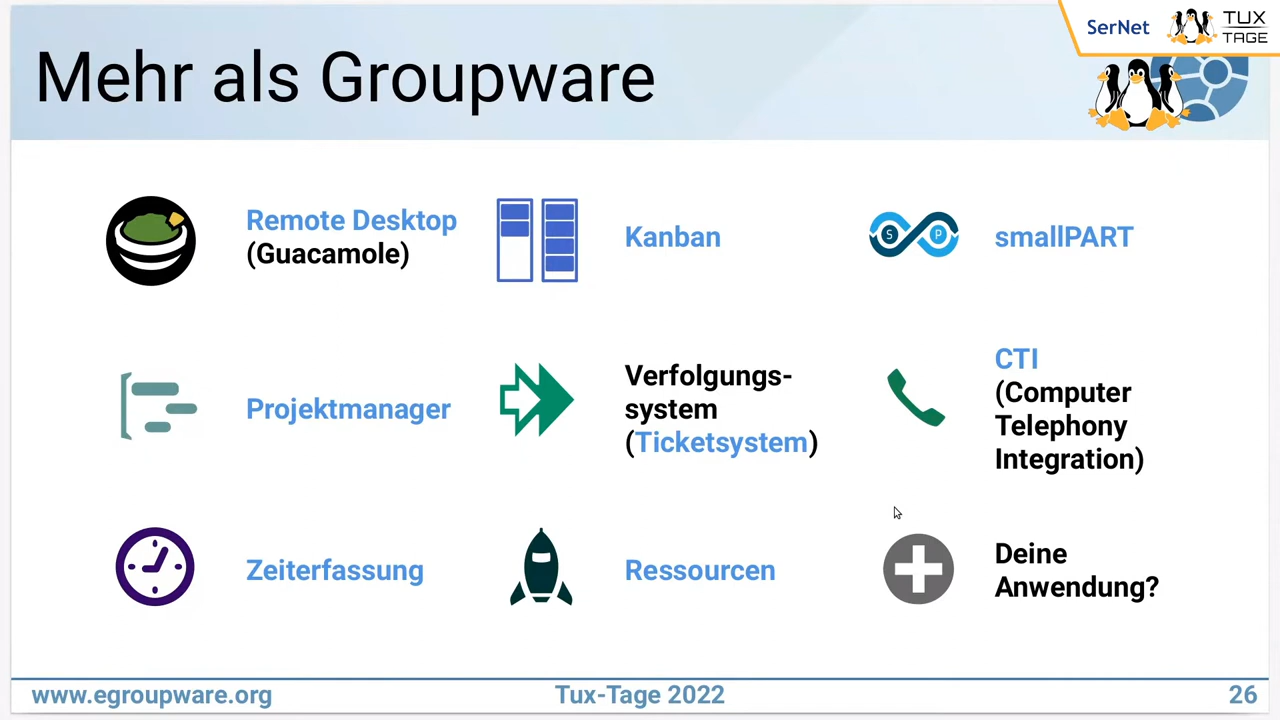 SerNet
TUX
TAGE
Mehr als Groupware
Remote Desktop
(Guacamole)
Kanban
S P
smallPART
Projektmanager
Verfolgungs-
system
(Ticketsystem)
CTI
(Computer
Telephony
Integration)
Zeiterfassung
Ressourcen
Deine
Anwendung?
www.egroupware.org
Tux-Tage 2022
26